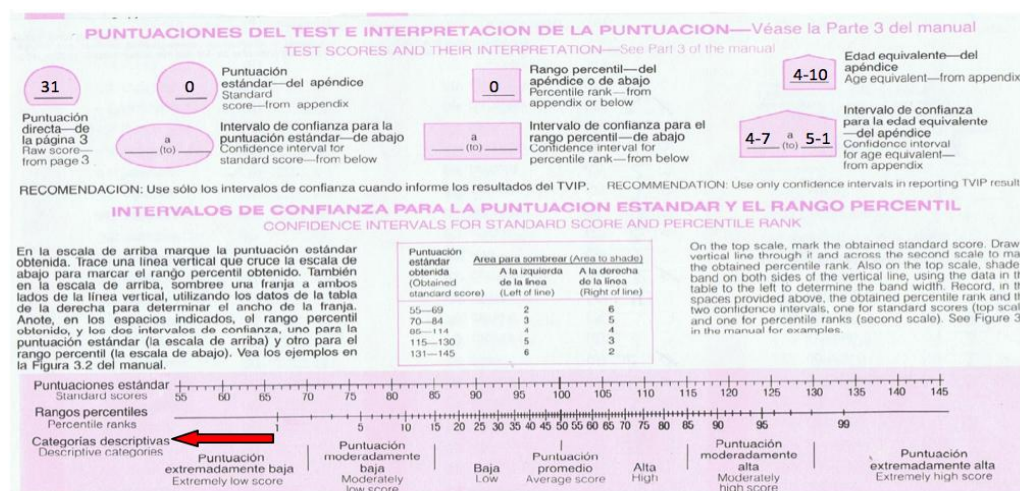 PUNTUACIONES DEL TEST E INTERPRETACION DE LA PUNTUACION—Véase la Parte 3 del manual
TEST SCORES AND THEIR INTERPRETATION—See Part 3 of the manual
31
Puntuación
directa—de
la página 3
Raw score—
from page 3
0
Puntuación
estándar—del apéndice
Standard
score—from appendix
0
Rango percentil—del
apéndice o de abajo
Percentile rank—from
appendix or below
4-10
Edad equivalente—del
apéndice
Age equivalent—from appendix
a
(to)
Intervalo de confianza para la
puntuación estándar—de abajo
Confidence interval for
standard score—from below
a
(to)
Intervalo de confianza para el
rango percentil—de abajo
Confidence interval for
percentile rank—from below
4-7 a 5-1
(to)
Intervalo de confianza
para la edad equivalente
—del apéndice
Confidence interval
for age equivalent—
from appendix
RECOMENDACION: Use sólo los intervalos de confianza cuando informe los resultados del TVIP. RECOMMENDATION: Use only confidence intervals in reporting TVIP result
INTERVALOS DE CONFIANZA PARA LA PUNTUACION ESTANDAR Y EL RANGO PERCENTIL
CONFIDENCE INTERVALS FOR STANDARD SCORE AND PERCENTILE RANK
En la escala de arriba marque la puntuación estándar
obtenida. Trace una línea vertical que cruce la escala de
abajo para marcar el rango percentil obtenido. También
en la escala de arriba, sombree una franja a ambos
lados de la línea vertical, utilizando los datos de la tabla
de la derecha para determinar el ancho de la franja.
Anote, en los espacios indicados, el rango percentil
obtenido, y los dos intervalos de confianza, uno para la
puntuación estándar (la escala de arriba) y otro para el
rango percentil (la escala de abajo). Vea los ejemplos en
la Figura 3.2 del manual.
Puntuación
estándar
obtenida
(Obtained
standard score)
Area para sombrear (Area to shade)
A la izquierda
de la línea
(Left of line)
A la derecha
de la línea
(Right of line)
55—69 2 6
70—84 3 5
85—114 4 4
115—130 5 3
131—145 6 2
On the top scale, mark the obtained standard score. Draw
vertical line through it and across the second scale to ma
the obtained percentile rank. Also on the top scale, shade
band on both sides of the vertical line, using the data in th
table to the left to determine the band width. Record, in t
spaces provided above, the obtained percentile rank and th
two confidence intervals, one for standard scores (top scal
and one for percentile ranks (second scale). See Figure 3
in the manual for examples.
Puntuaciones estándar
Standard scores
55 60 65 70 75 80 85 90 95 100 105 110 115 120 125 130 135 140 145
Rangos percentiles
Percentile ranks
1 5 10 15 20 25 30 35 40 45 50 55 60 65 70 75 80 85 90 95 99
Categorías descriptivas
Descriptive categories
Puntuación
extremadamente baja
Extremely low score
Puntuación
moderadamente
baja
Moderately
low score
Baja
Low
Puntuación
promedio
Average score
Alta
High
Puntuación
moderadamente
alta
Moderately
high score
Puntuación
extremadamente alta
Extremely high score